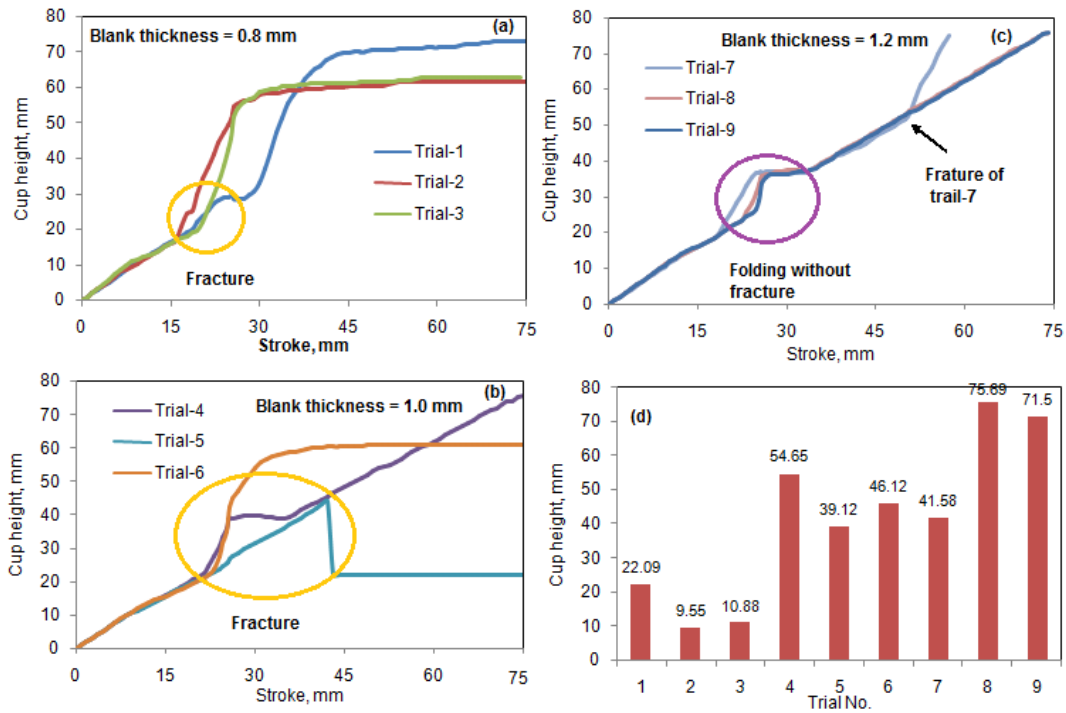 (a)
Blank thickness = 0.8 mm
Cup height, mm
80
70
60
50
40
30
20
10
0
Trial-1
Trial-2
Trial-3
Fracture
0 15 30 45 60 75
Stroke, mm
(c)
Blank thickness = 1.2 mm
Cup height, mm
80
70
60
50
40
30
20
10
0
Trial-7
Trial-8
Trial-9
Frature of
trail-7
Folding without
fracture
0 15 30 45 60 75
Stroke, mm
(b)
Blank thickness = 1.0 mm
Cup height, mm
80
70
60
50
40
30
20
10
0
Trial-4
Trial-5
Trial-6
Fracture
0 15 30 45 60 75
Stroke, mm
(d)
Cup height, mm
80
70
60
50
40
30
20
10
0
22.09
9.55
10.88
54.65
39.12
46.12
41.58
75.69
71.5
1 2 3 4 5 6 7 8 9
Trial No.